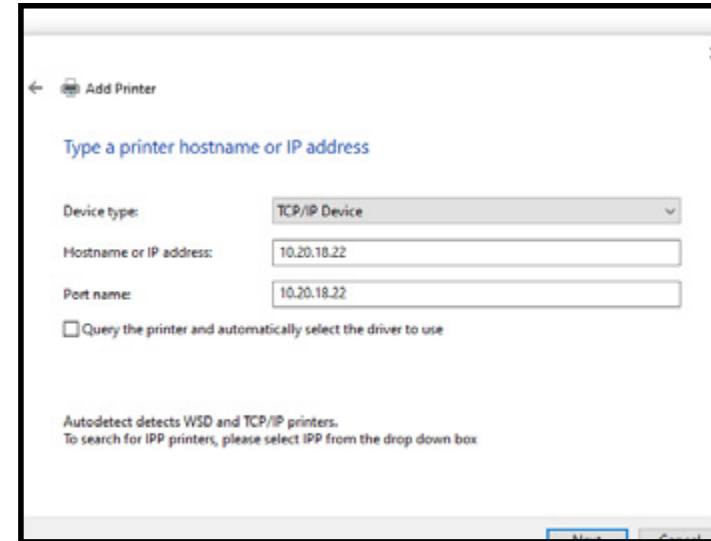 Add Printer
Type a printer hostname or IP address
Device type: TCP/IP Device
Hostname or IP address: 10.20.18.22
Port name: 10.20.18.22
Query the printer and automatically select the driver to use
Autodetect detects WSD and TCP/IP printers.
To search for IPP printers, please select IPP from the drop down box
Next Cancel